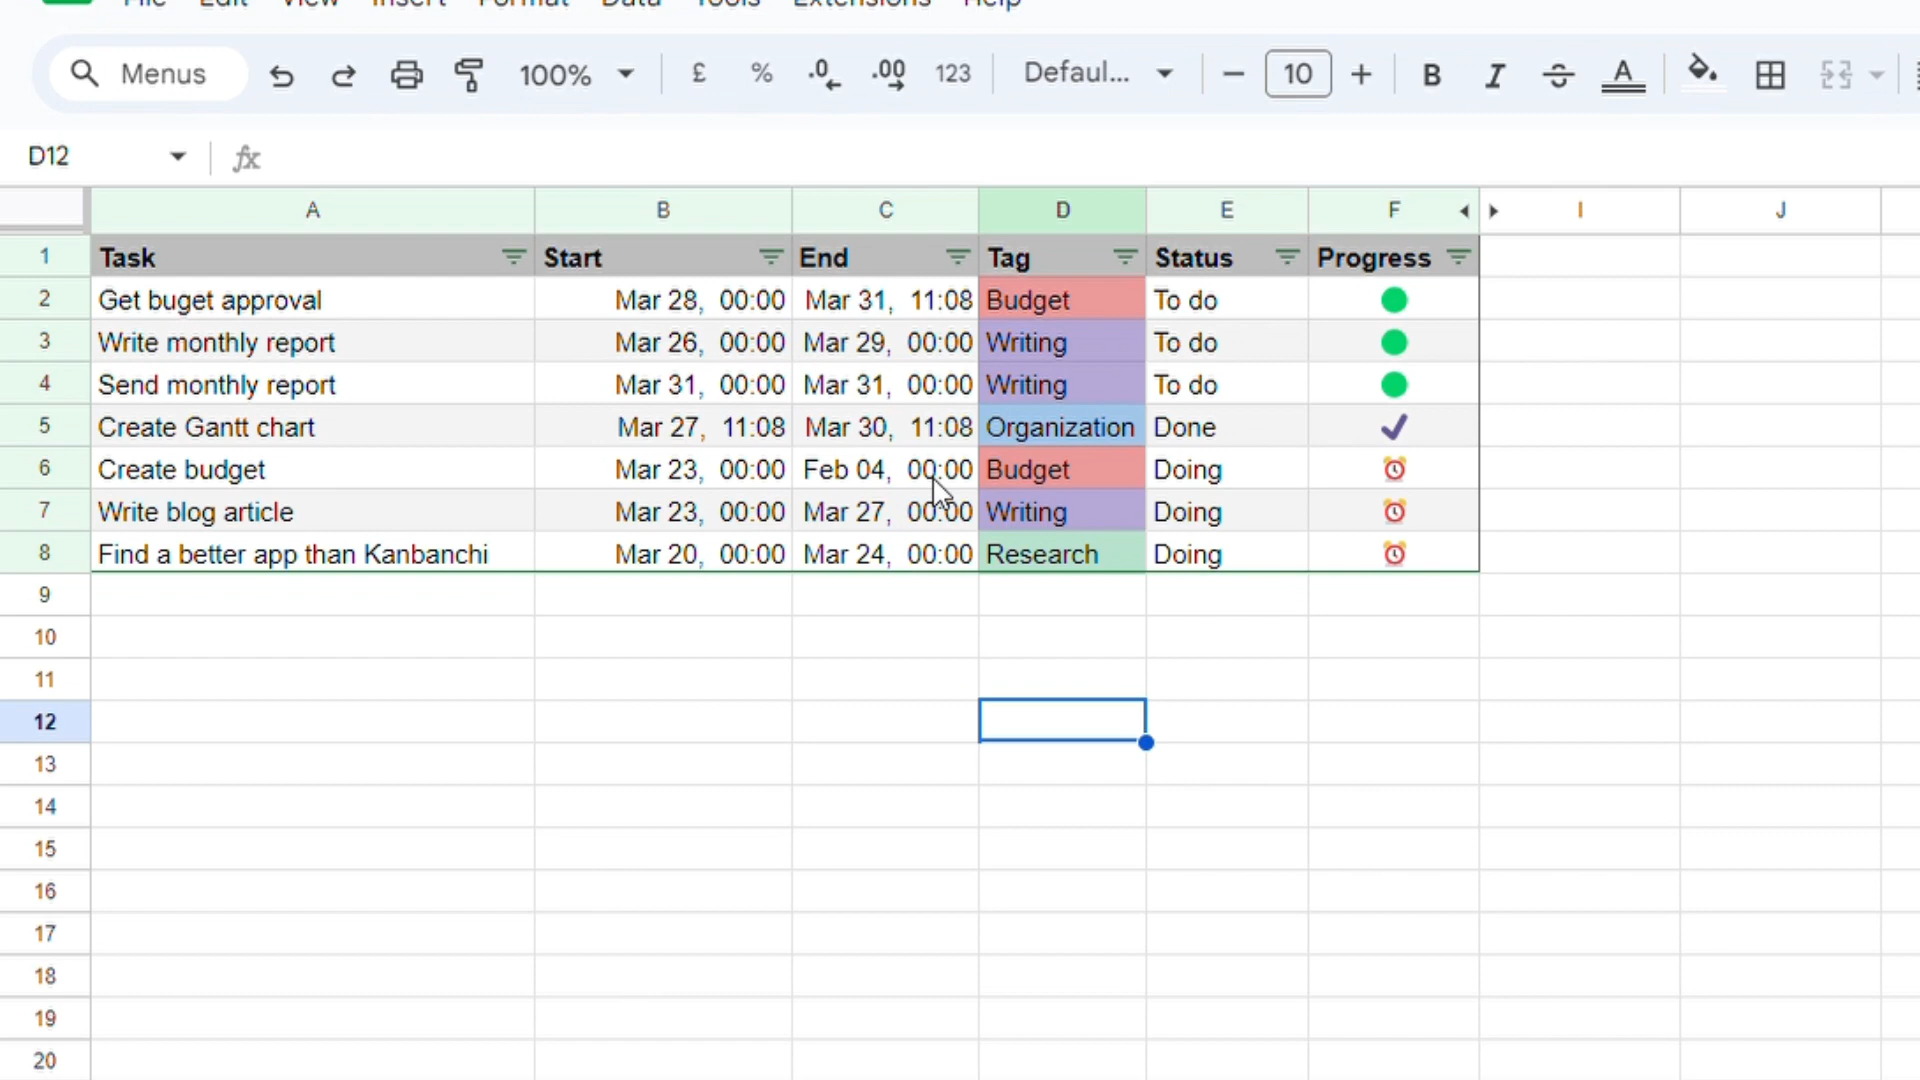 File Edit View Insert Format Data Tools Extensions Help
Menus 100% £ % .0 .00 123 Defaul... − 10 + B I A
D12 fx
A B C D E F I J
1 Task Start End Tag Status Progress
2 Get buget approval Mar 28, 00:00 Mar 31, 11:08 Budget To do
3 Write monthly report Mar 26, 00:00 Mar 29, 00:00 Writing To do
4 Send monthly report Mar 31, 00:00 Mar 31, 00:00 Writing To do
5 Create Gantt chart Mar 27, 11:08 Mar 30, 11:08 Organization Done
6 Create budget Mar 23, 00:00 Feb 04, 00:00 Budget Doing
7 Write blog article Mar 23, 00:00 Mar 27, 00:00 Writing Doing
8 Find a better app than Kanbanchi Mar 20, 00:00 Mar 24, 00:00 Research Doing
9
10
11
12
13
14
15
16
17
18
19
20